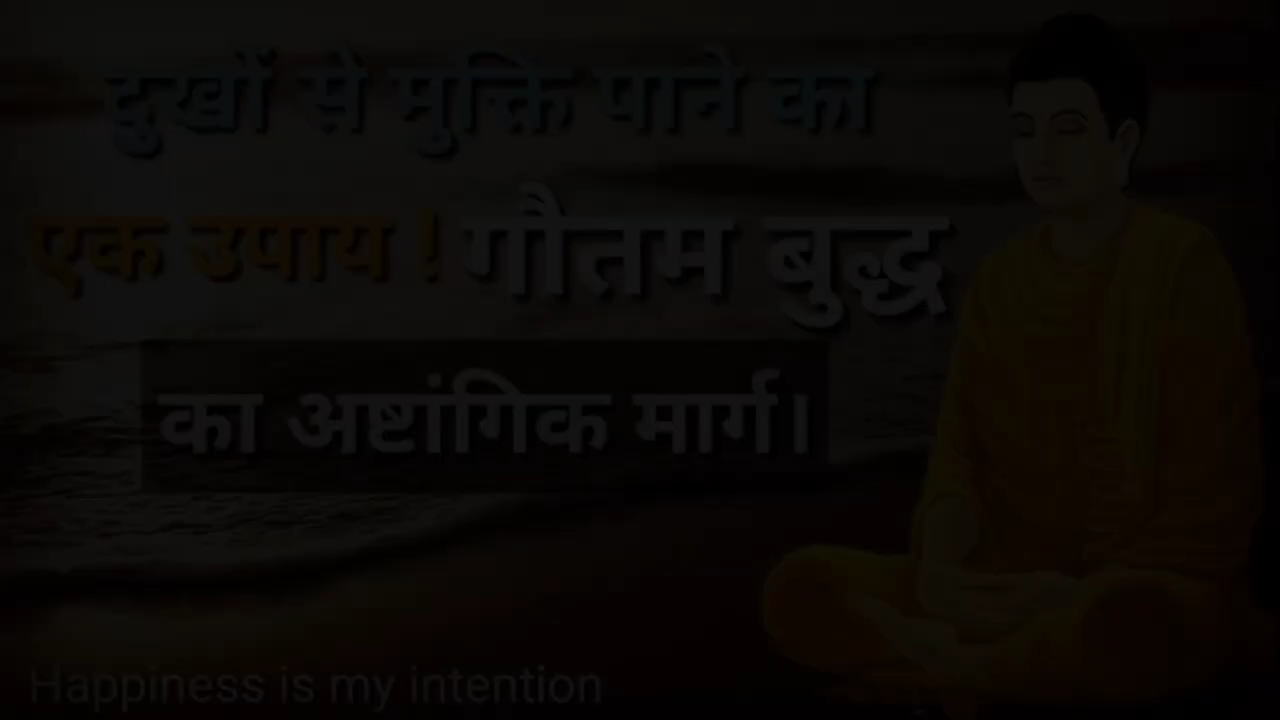 दुखों से मुक्ति पाने का
एक उपाय ! गौतम बुद्ध
का अष्टांगिक मार्ग।
Happiness is my intention